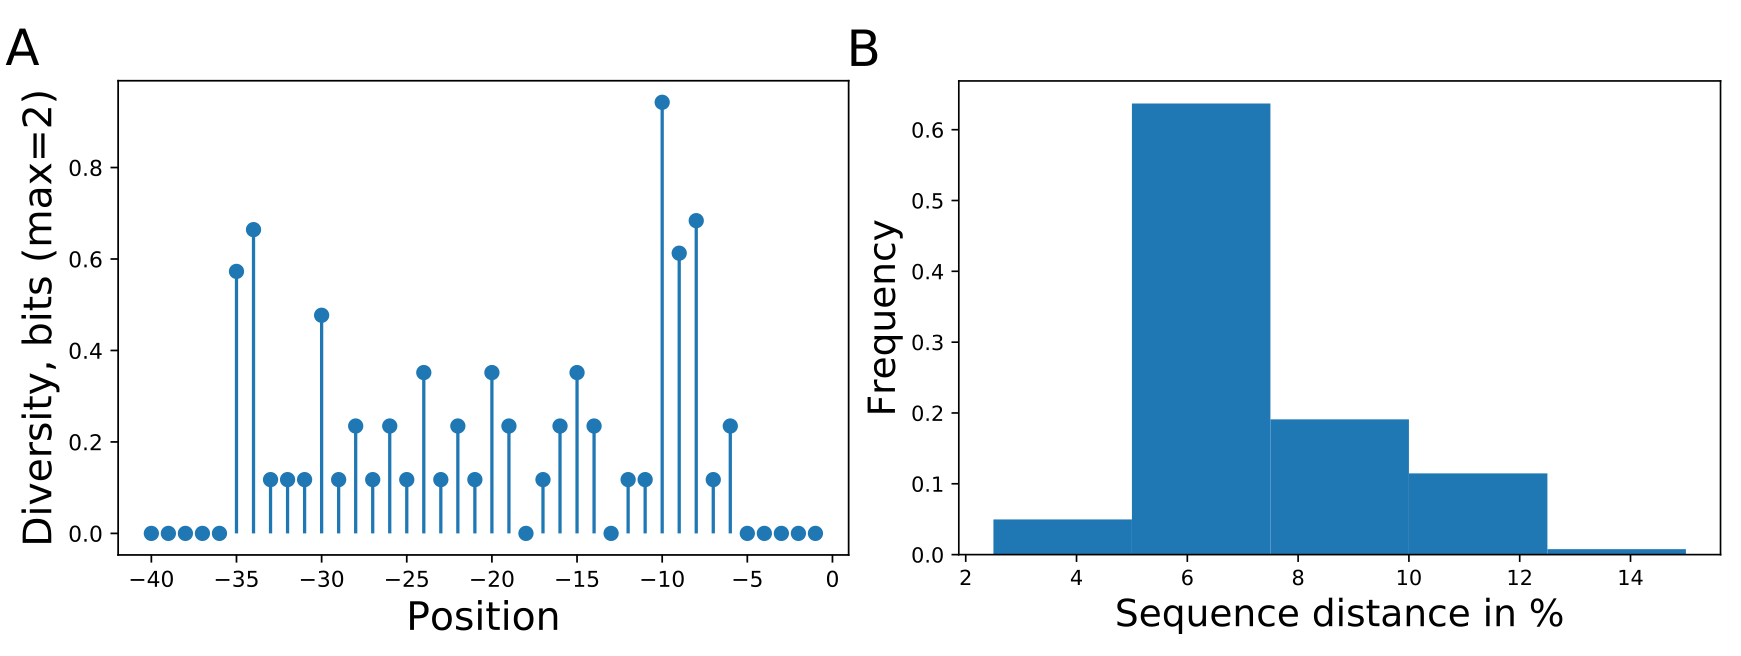 A
B
Diversity, bits (max=2)
0.8
0.6
0.4
0.2
0.0
−40 −35 −30 −25 −20 −15 −10 −5 0
Position
Frequency
0.6
0.5
0.4
0.3
0.2
0.1
0.0
2 4 6 8 10 12 14
Sequence distance in %